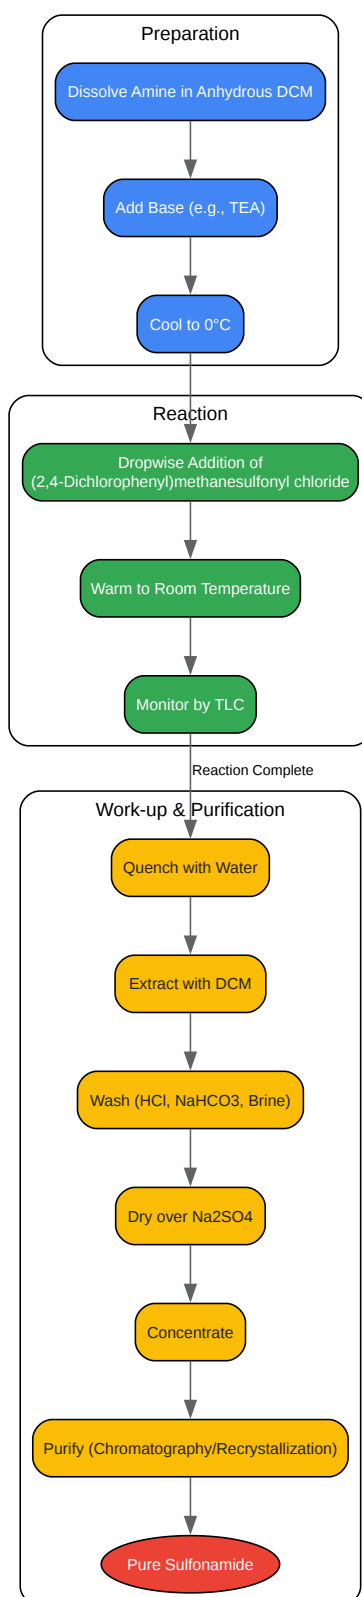 Preparation
Dissolve Amine in Anhydrous DCM
Add Base (e.g., TEA)
Cool to 0°C
Reaction
Dropwise Addition of
(2,4-Dichlorophenyl)methanesulfonyl chloride
Warm to Room Temperature
Monitor by TLC
Reaction Complete
Work-up & Purification
Quench with Water
Extract with DCM
Wash (HCl, NaHCO3, Brine)
Dry over Na2SO4
Concentrate
Purify (Chromatography/Recrystallization)
Pure Sulfonamide